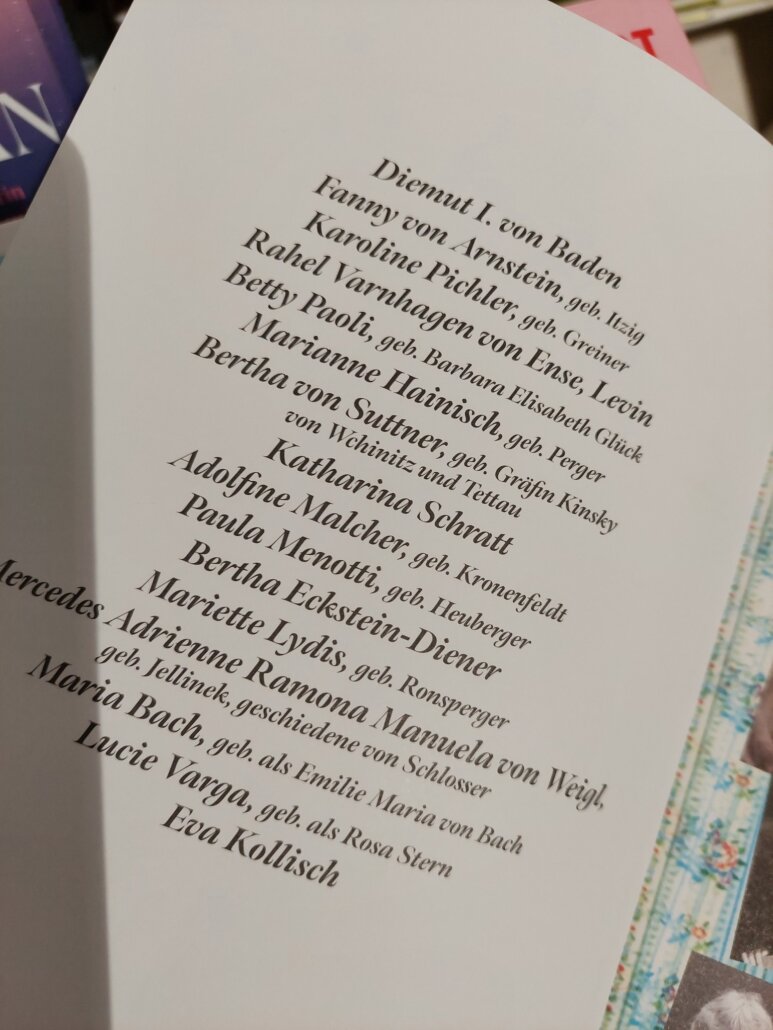 Diemut I. von Baden
Fanny von Arnstein, geb. Itzig
Karoline Pichler, geb. Greiner
Rahel Varnhagen von Ense, Levin
Betty Paoli, geb. Barbara Elisabeth Glück
Marianne Hainisch, geb. Perger
Bertha von Suttner, geb. Gräfin Kinsky
von Wchinitz und Tettau
Katharina Schratt
Adolfine Malcher, geb. Kronenfeldt
Paula Menotti, geb. Heuberger
Bertha Eckstein-Diener
Mariette Lydis, geb. Ronsperger
Mercedes Adrienne Ramona Manuela von Weigl,
geb. Jellinek, geschiedene von Schlosser
Maria Bach, geb. als Emilie Maria von Bach
Lucie Varga, geb. als Rosa Stern
Eva Kollisch